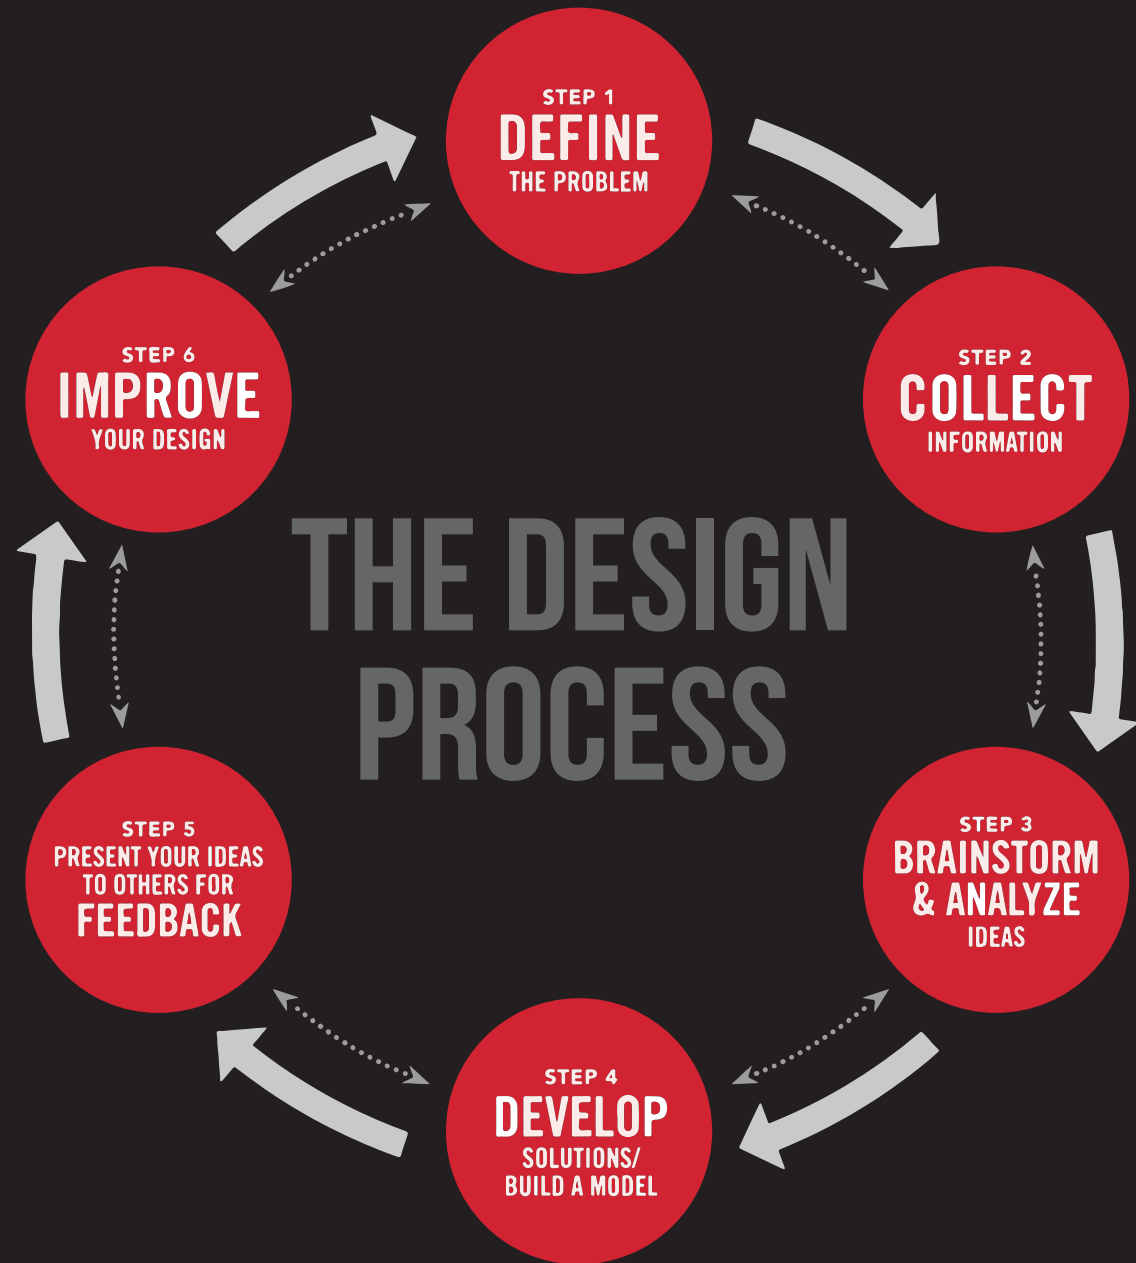 STEP 1
DEFINE
THE PROBLEM
STEP 2
COLLECT
INFORMATION
STEP 3
BRAINSTORM
& ANALYZE
IDEAS
STEP 4
DEVELOP
SOLUTIONS/
BUILD A MODEL
STEP 5
PRESENT YOUR IDEAS
TO OTHERS FOR
FEEDBACK
STEP 6
IMPROVE
YOUR DESIGN
THE DESIGN
PROCESS